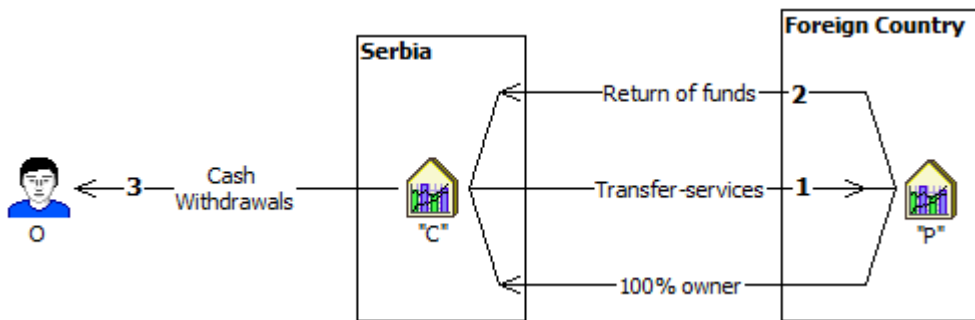 Foreign Country
Serbia
Return of funds 2
3 Cash
Withdrawals
Transfer-services 1
O
"C"
"P"
100% owner